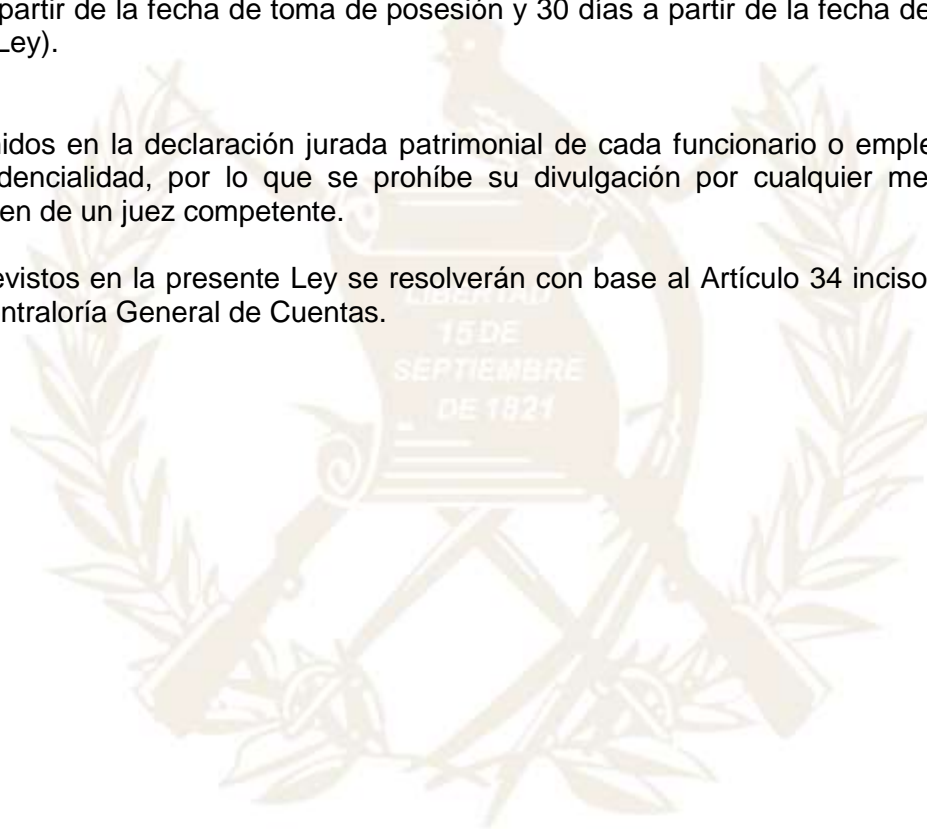 partir de la fecha de toma de posesión y 30 días a partir de la fecha de
Ley).
idos en la declaración jurada patrimonial de cada funcionario o emple
dencialidad, por lo que se prohíbe su divulgación por cualquier me
en de un juez competente.
evistos en la presente Ley se resolverán con base al Artículo 34 inciso
ntraloría General de Cuentas.
LIBERTAD
15 DE
SEPTIEMBRE
DE 1821